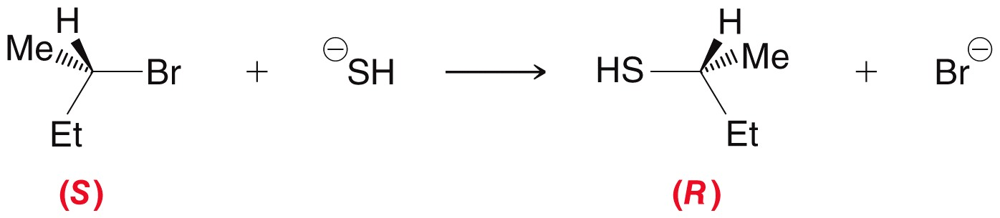 H H ⊖
Me ⊖ Me
Br + SH ⟶ HS + Br
Et Et
(S) (R)